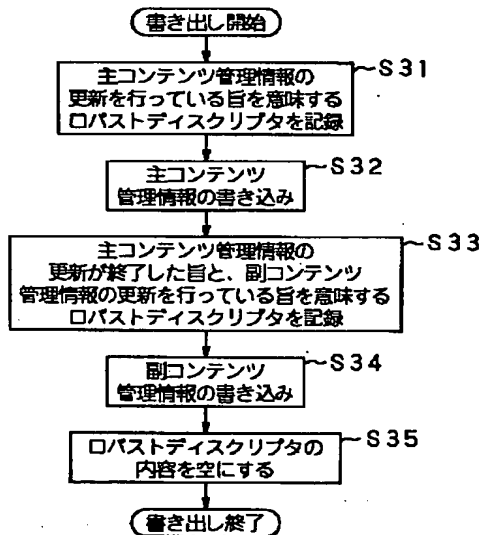 書き出し開始
S31
主コンテンツ管理情報の
更新を行っている旨を意味する
ロバストディスクリプタを記録
S32
主コンテンツ
管理情報の書き込み
S33
主コンテンツ管理情報の
更新が終了した旨と、副コンテンツ
管理情報の更新を行っている旨を意味する
ロバストディスクリプタを記録
S34
副コンテンツ
管理情報の書き込み
S35
ロバストディスクリプタの
内容を空にする
書き出し終了